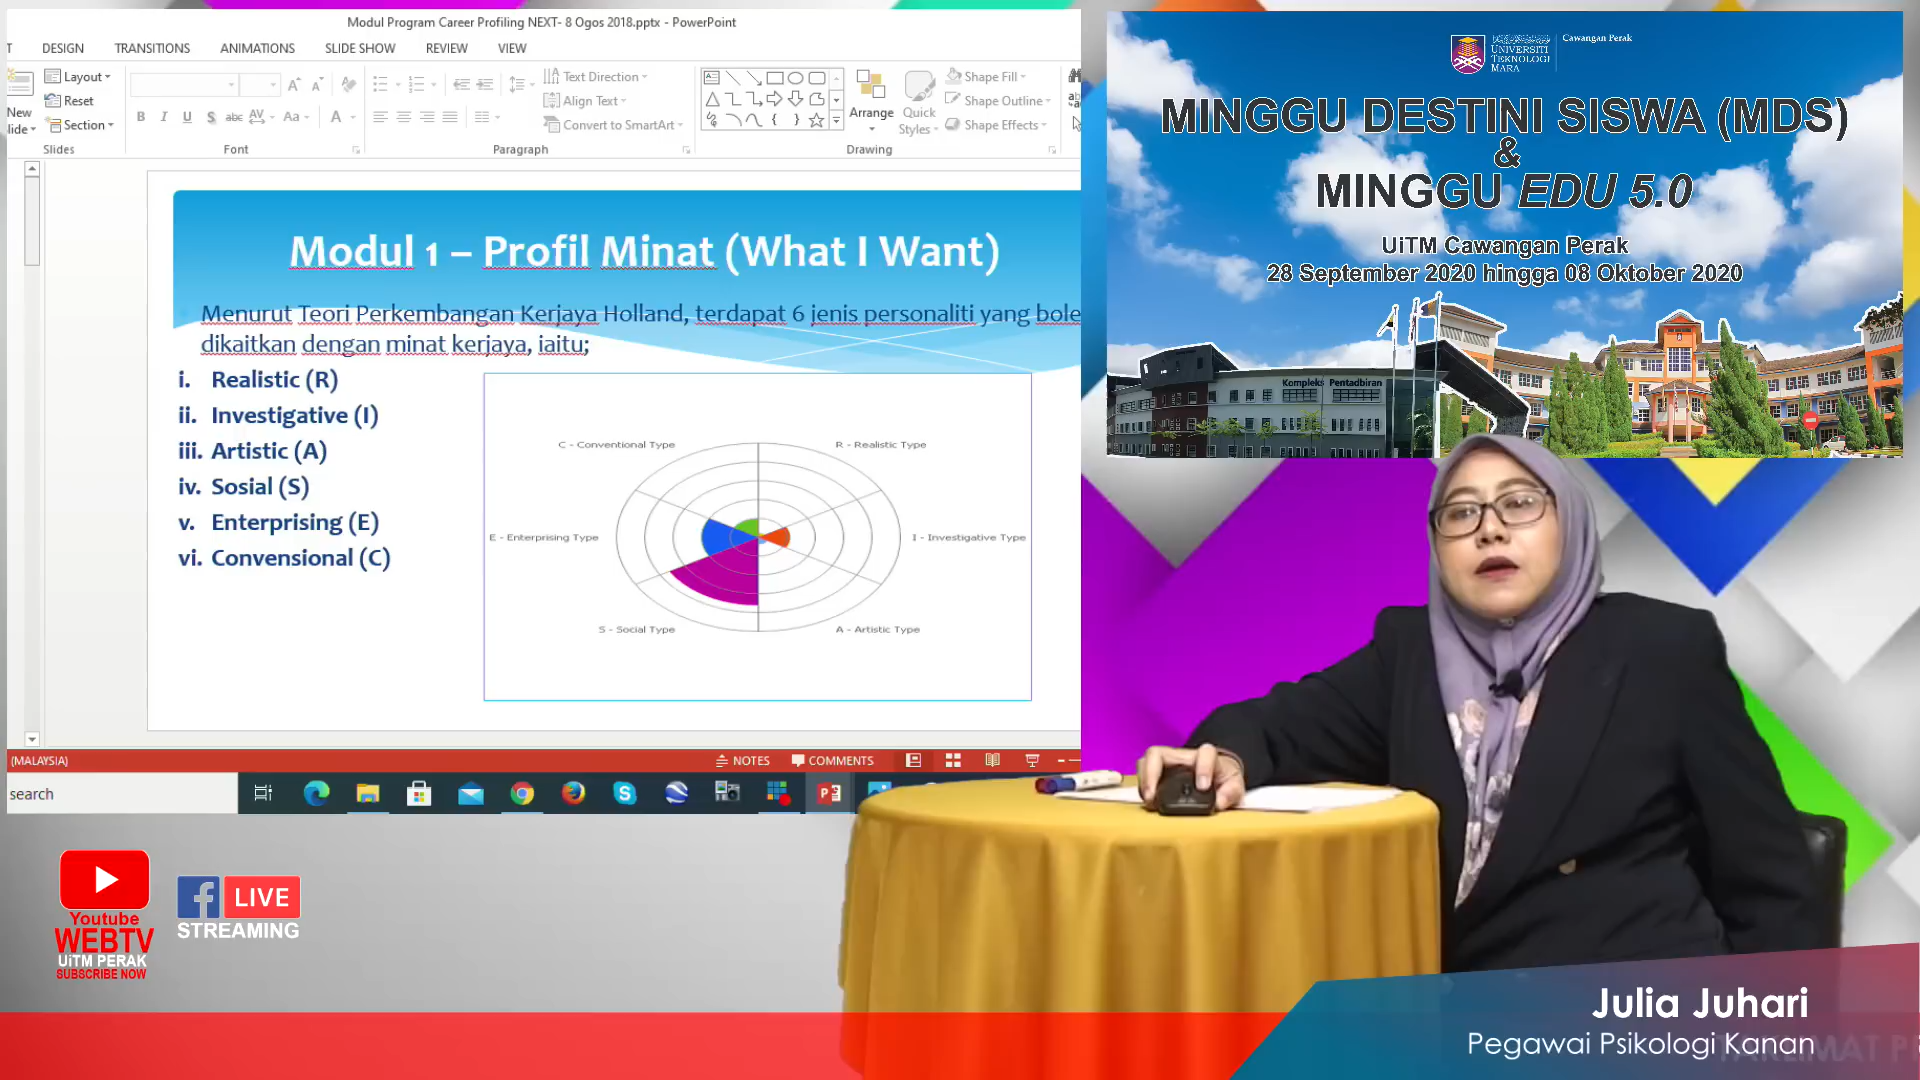 Modul Program Career Profiling NEXT- 8 Ogos 2018.pptx - PowerPoint
T DESIGN TRANSITIONS ANIMATIONS SLIDE SHOW REVIEW VIEW
New
lide
Layout
Reset
Section
Slides
B I U S abc AV Aa A
Font
Paragraph
Text Direction
Align Text
Convert to SmartArt
Arrange
Quick
Styles
Shape Fill
Shape Outline
Shape Effects
Drawing
Modul 1 – Profil Minat (What I Want)
Menurut Teori Perkembangan Kerjaya Holland, terdapat 6 jenis personaliti yang bole
dikaitkan dengan minat kerjaya, iaitu;
i. Realistic (R)
ii. Investigative (I)
iii. Artistic (A)
iv. Sosial (S)
v. Enterprising (E)
vi. Convensional (C)
C - Conventional Type
R - Realistic Type
E - Enterprising Type
I - Investigative Type
S - Social Type
A - Artistic Type
(MALAYSIA)
NOTES
COMMENTS
search
UNIVERSITI
TEKNOLOGI
MARA
Cawangan Perak
MINGGU DESTINI SISWA (MDS)
&
MINGGU EDU 5.0
UiTM Cawangan Perak
28 September 2020 hingga 08 Oktober 2020
Kompleks Pentadbiran
Youtube
WEBTV
UiTM PERAK
SUBSCRIBE NOW
f LIVE
STREAMING
Julia Juhari
Pegawai Psikologi Kanan